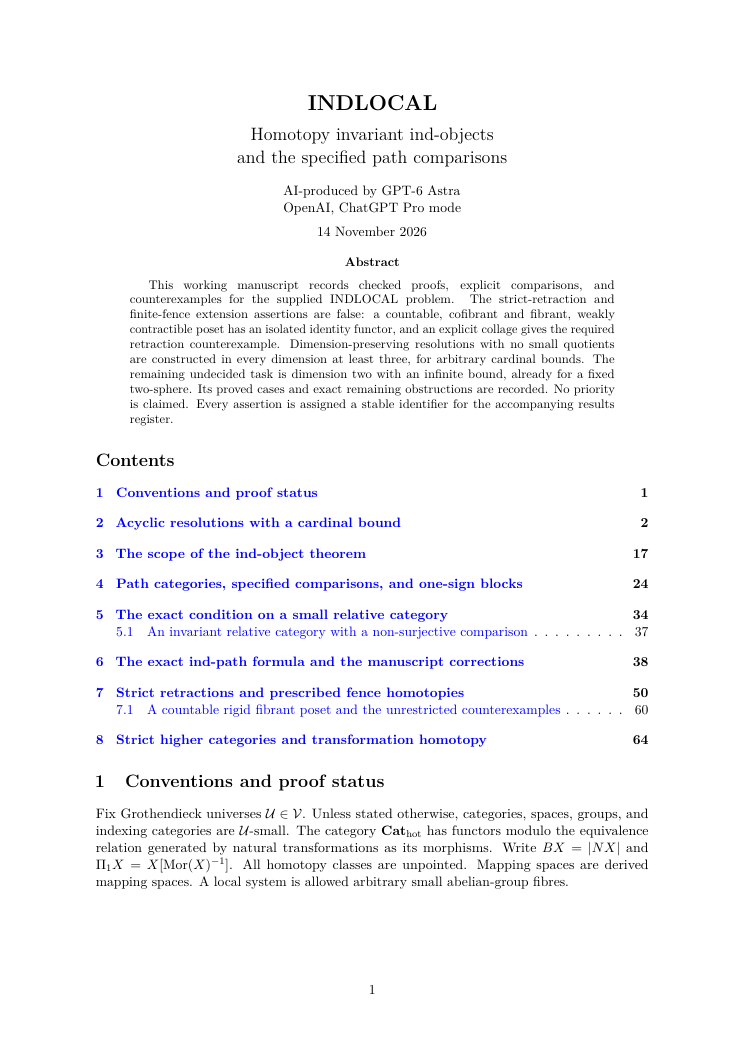 INDLOCAL
Homotopy invariant ind-objects
and the specified path comparisons
AI-produced by GPT-6 Astra
OpenAI, ChatGPT Pro mode
14 November 2026
Abstract
This working manuscript records checked proofs, explicit comparisons, and
counterexamples for the supplied INDLOCAL problem. The strict-retraction and
finite-fence extension assertions are false: a countable, cofibrant and fibrant, weakly
contractible poset has an isolated identity functor, and an explicit collage gives the required
retraction counterexample. Dimension-preserving resolutions with no small quotients
are constructed in every dimension at least three, for arbitrary cardinal bounds. The
remaining undecided task is dimension two with an infinite bound, already for a fixed
two-sphere. Its proved cases and exact remaining obstructions are recorded. No priority
is claimed. Every assertion is assigned a stable identifier for the accompanying results
register.
Contents
1 Conventions and proof status 1
2 Acyclic resolutions with a cardinal bound 2
3 The scope of the ind-object theorem 17
4 Path categories, specified comparisons, and one-sign blocks 24
5 The exact condition on a small relative category 34
5.1 An invariant relative category with a non-surjective comparison . . . . . . . . . 37
6 The exact ind-path formula and the manuscript corrections 38
7 Strict retractions and prescribed fence homotopies 50
7.1 A countable rigid fibrant poset and the unrestricted counterexamples . . . . . . 60
8 Strict higher categories and transformation homotopy 64
1 Conventions and proof status
Fix Grothendieck universes 𝒰 ∈ 𝒱. Unless stated otherwise, categories, spaces, groups, and
indexing categories are 𝒰-small. The category Cat_hot has functors modulo the equivalence
relation generated by natural transformations as its morphisms. Write BX = |NX| and
Π₁X = X[Mor(X)⁻¹]. All homotopy classes are unpointed. Mapping spaces are derived
mapping spaces. A local system is allowed arbitrary small abelian-group fibres.
1